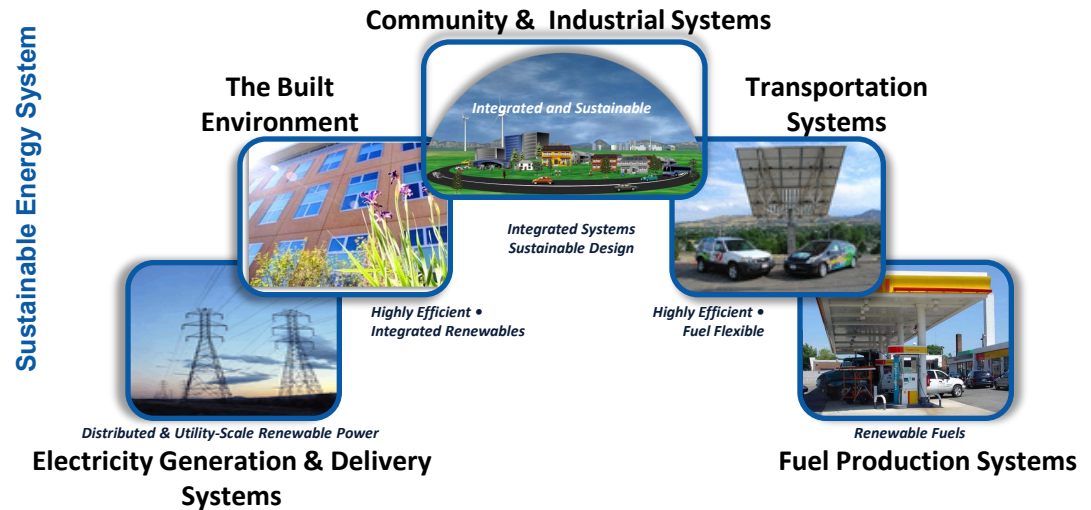 Sustainable Energy System
Community & Industrial Systems
The Built
Environment
Integrated and Sustainable
Transportation
Systems
Integrated Systems
Sustainable Design
Highly Efficient •
Integrated Renewables
Highly Efficient •
Fuel Flexible
Distributed & Utility-Scale Renewable Power
Electricity Generation & Delivery
Systems
Renewable Fuels
Fuel Production Systems